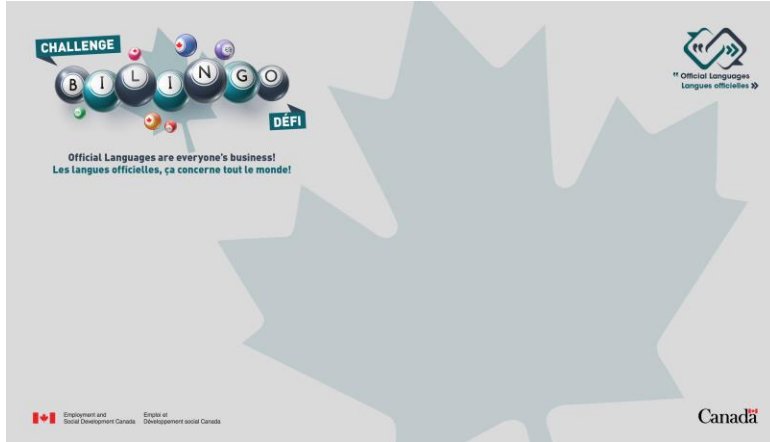 CHALLENGE
BILINGO
DÉFI
Official Languages are everyone's business!
Les langues officielles, ça concerne tout le monde!
“ Official Languages
Langues officielles »
Employment and
Social Development Canada
Emploi et
Développement social Canada
Canada